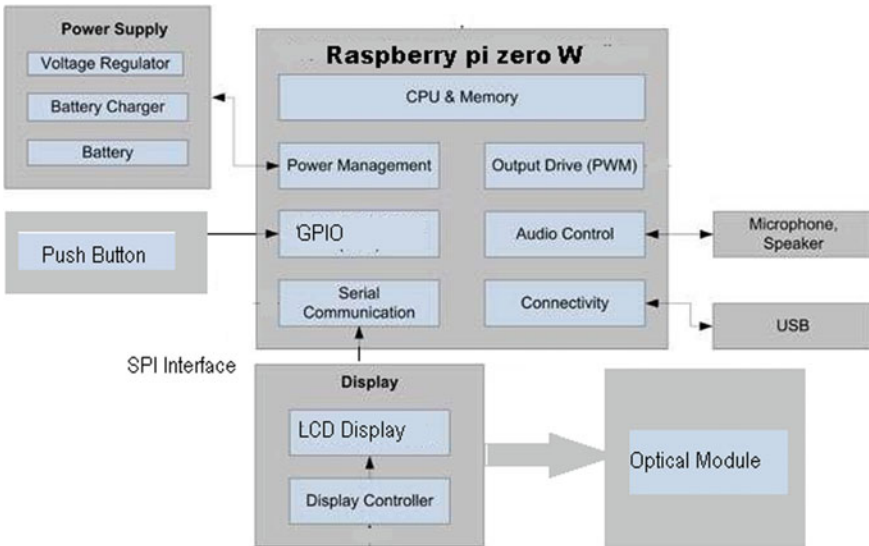 Power Supply
Voltage Regulator
Battery Charger
Battery
Push Button
Raspberry pi zero W
CPU & Memory
Power Management
Output Drive (PWM)
GPIO
Audio Control
Serial
Communication
Connectivity
Microphone,
Speaker
USB
SPI Interface
Display
LCD Display
Display Controller
Optical Module